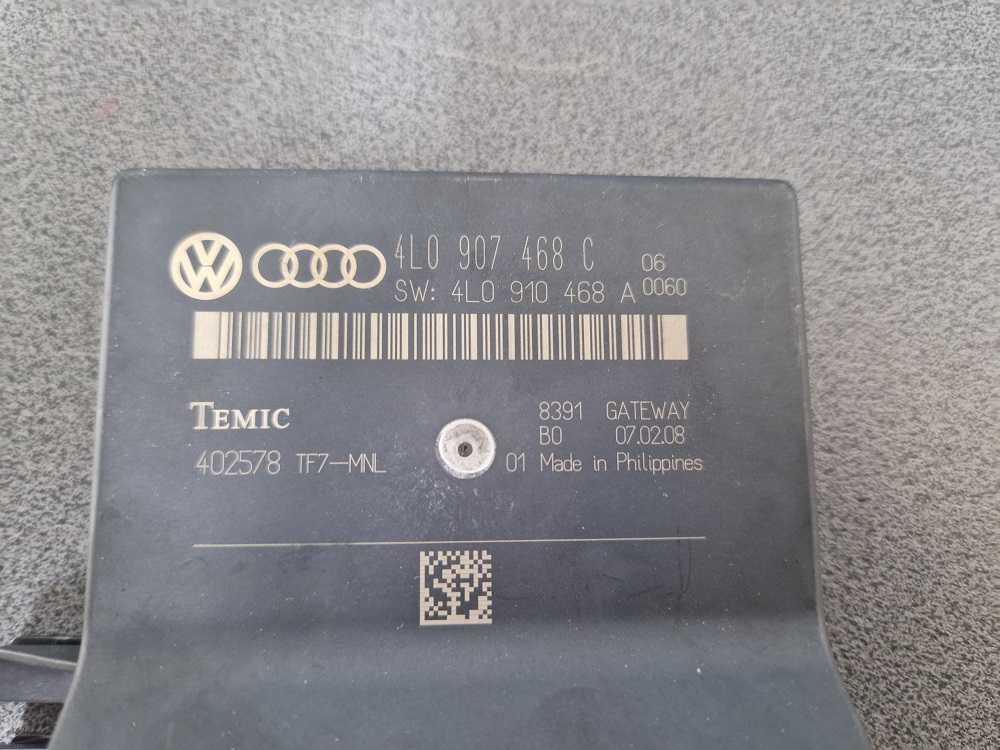 4L0 907 468 C 06
SW: 4L0 910 468 A 0060
TEMIC
8391 GATEWAY
B0 07.02.08
402578 TF7-MNL 01 Made in Philippines